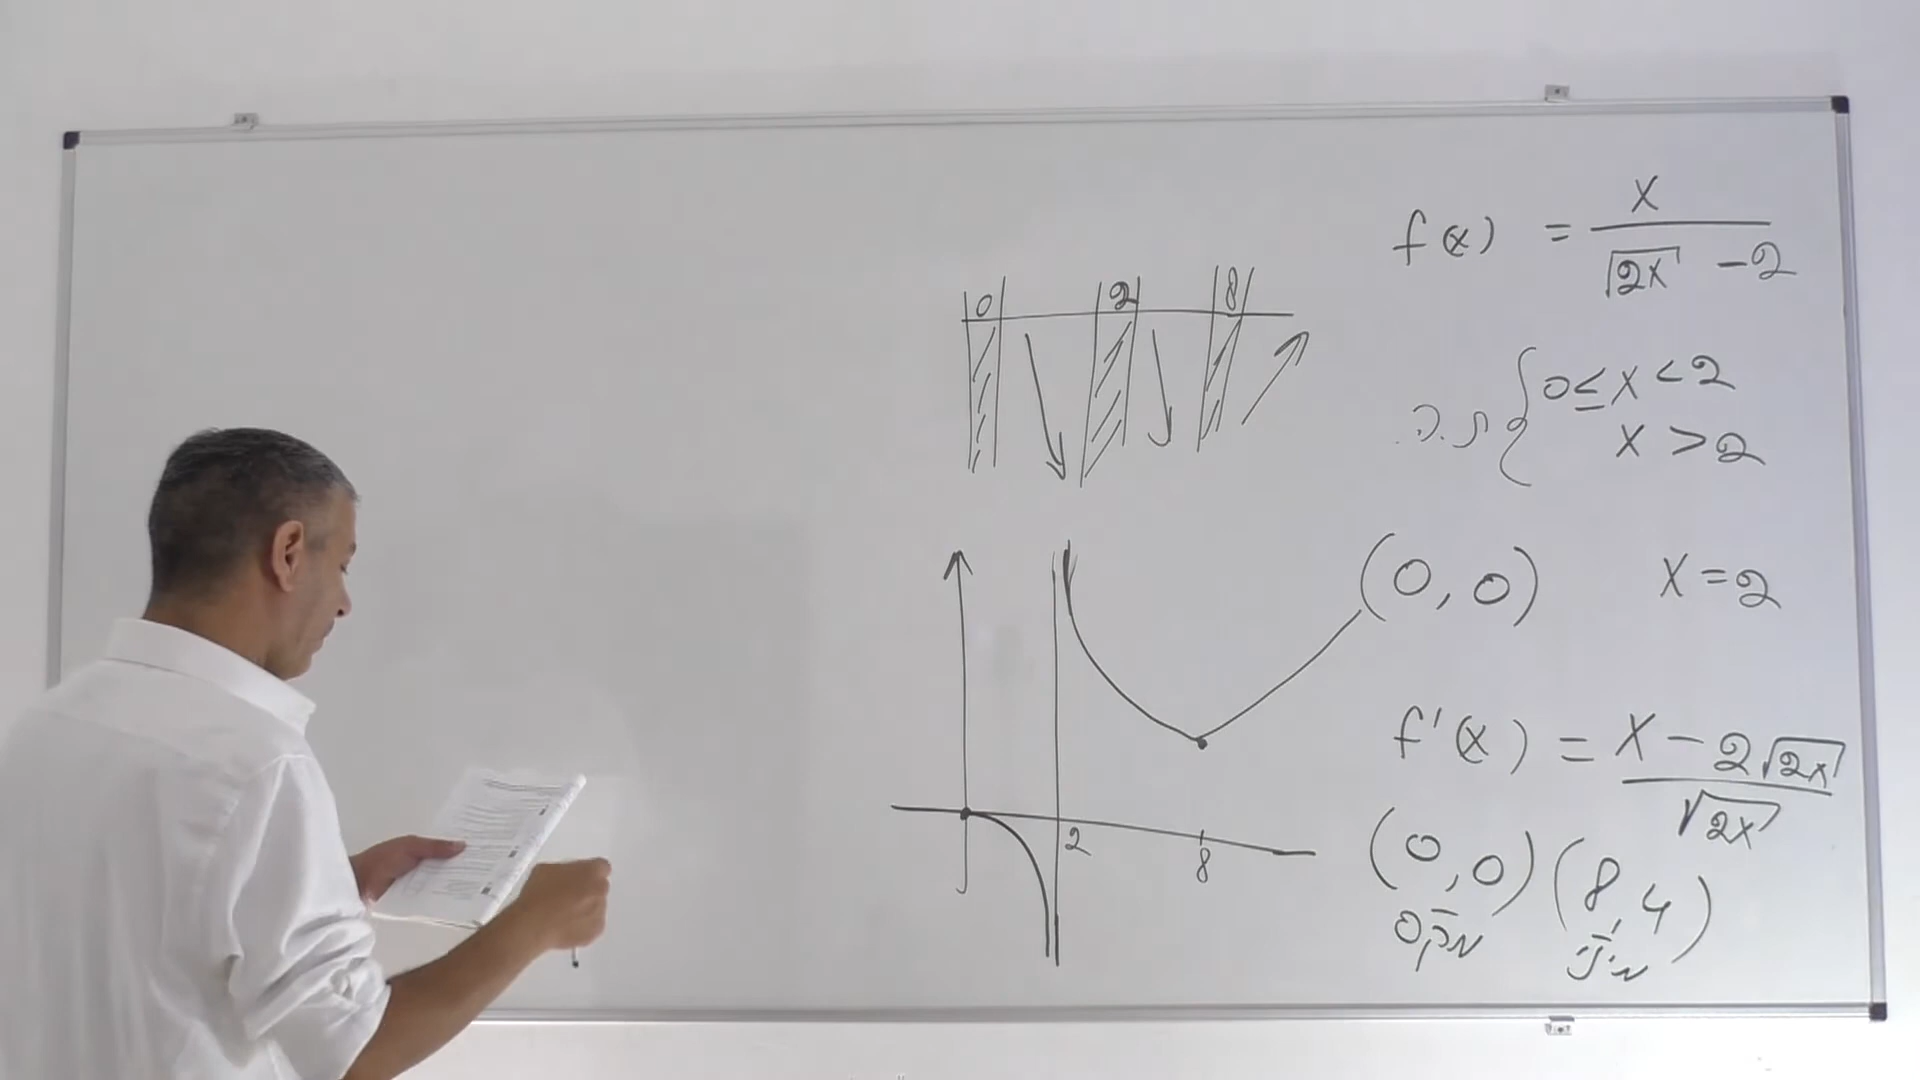 f(x) = x / (√2x - 2)
ת.ה. { 0 ≤ x < 2
x > 2
(0,0) x = 2
f'(x) = (x - 2√2x) / √2x
(0,0) (8,4)
מקס מינ'
0 2 8
2 8